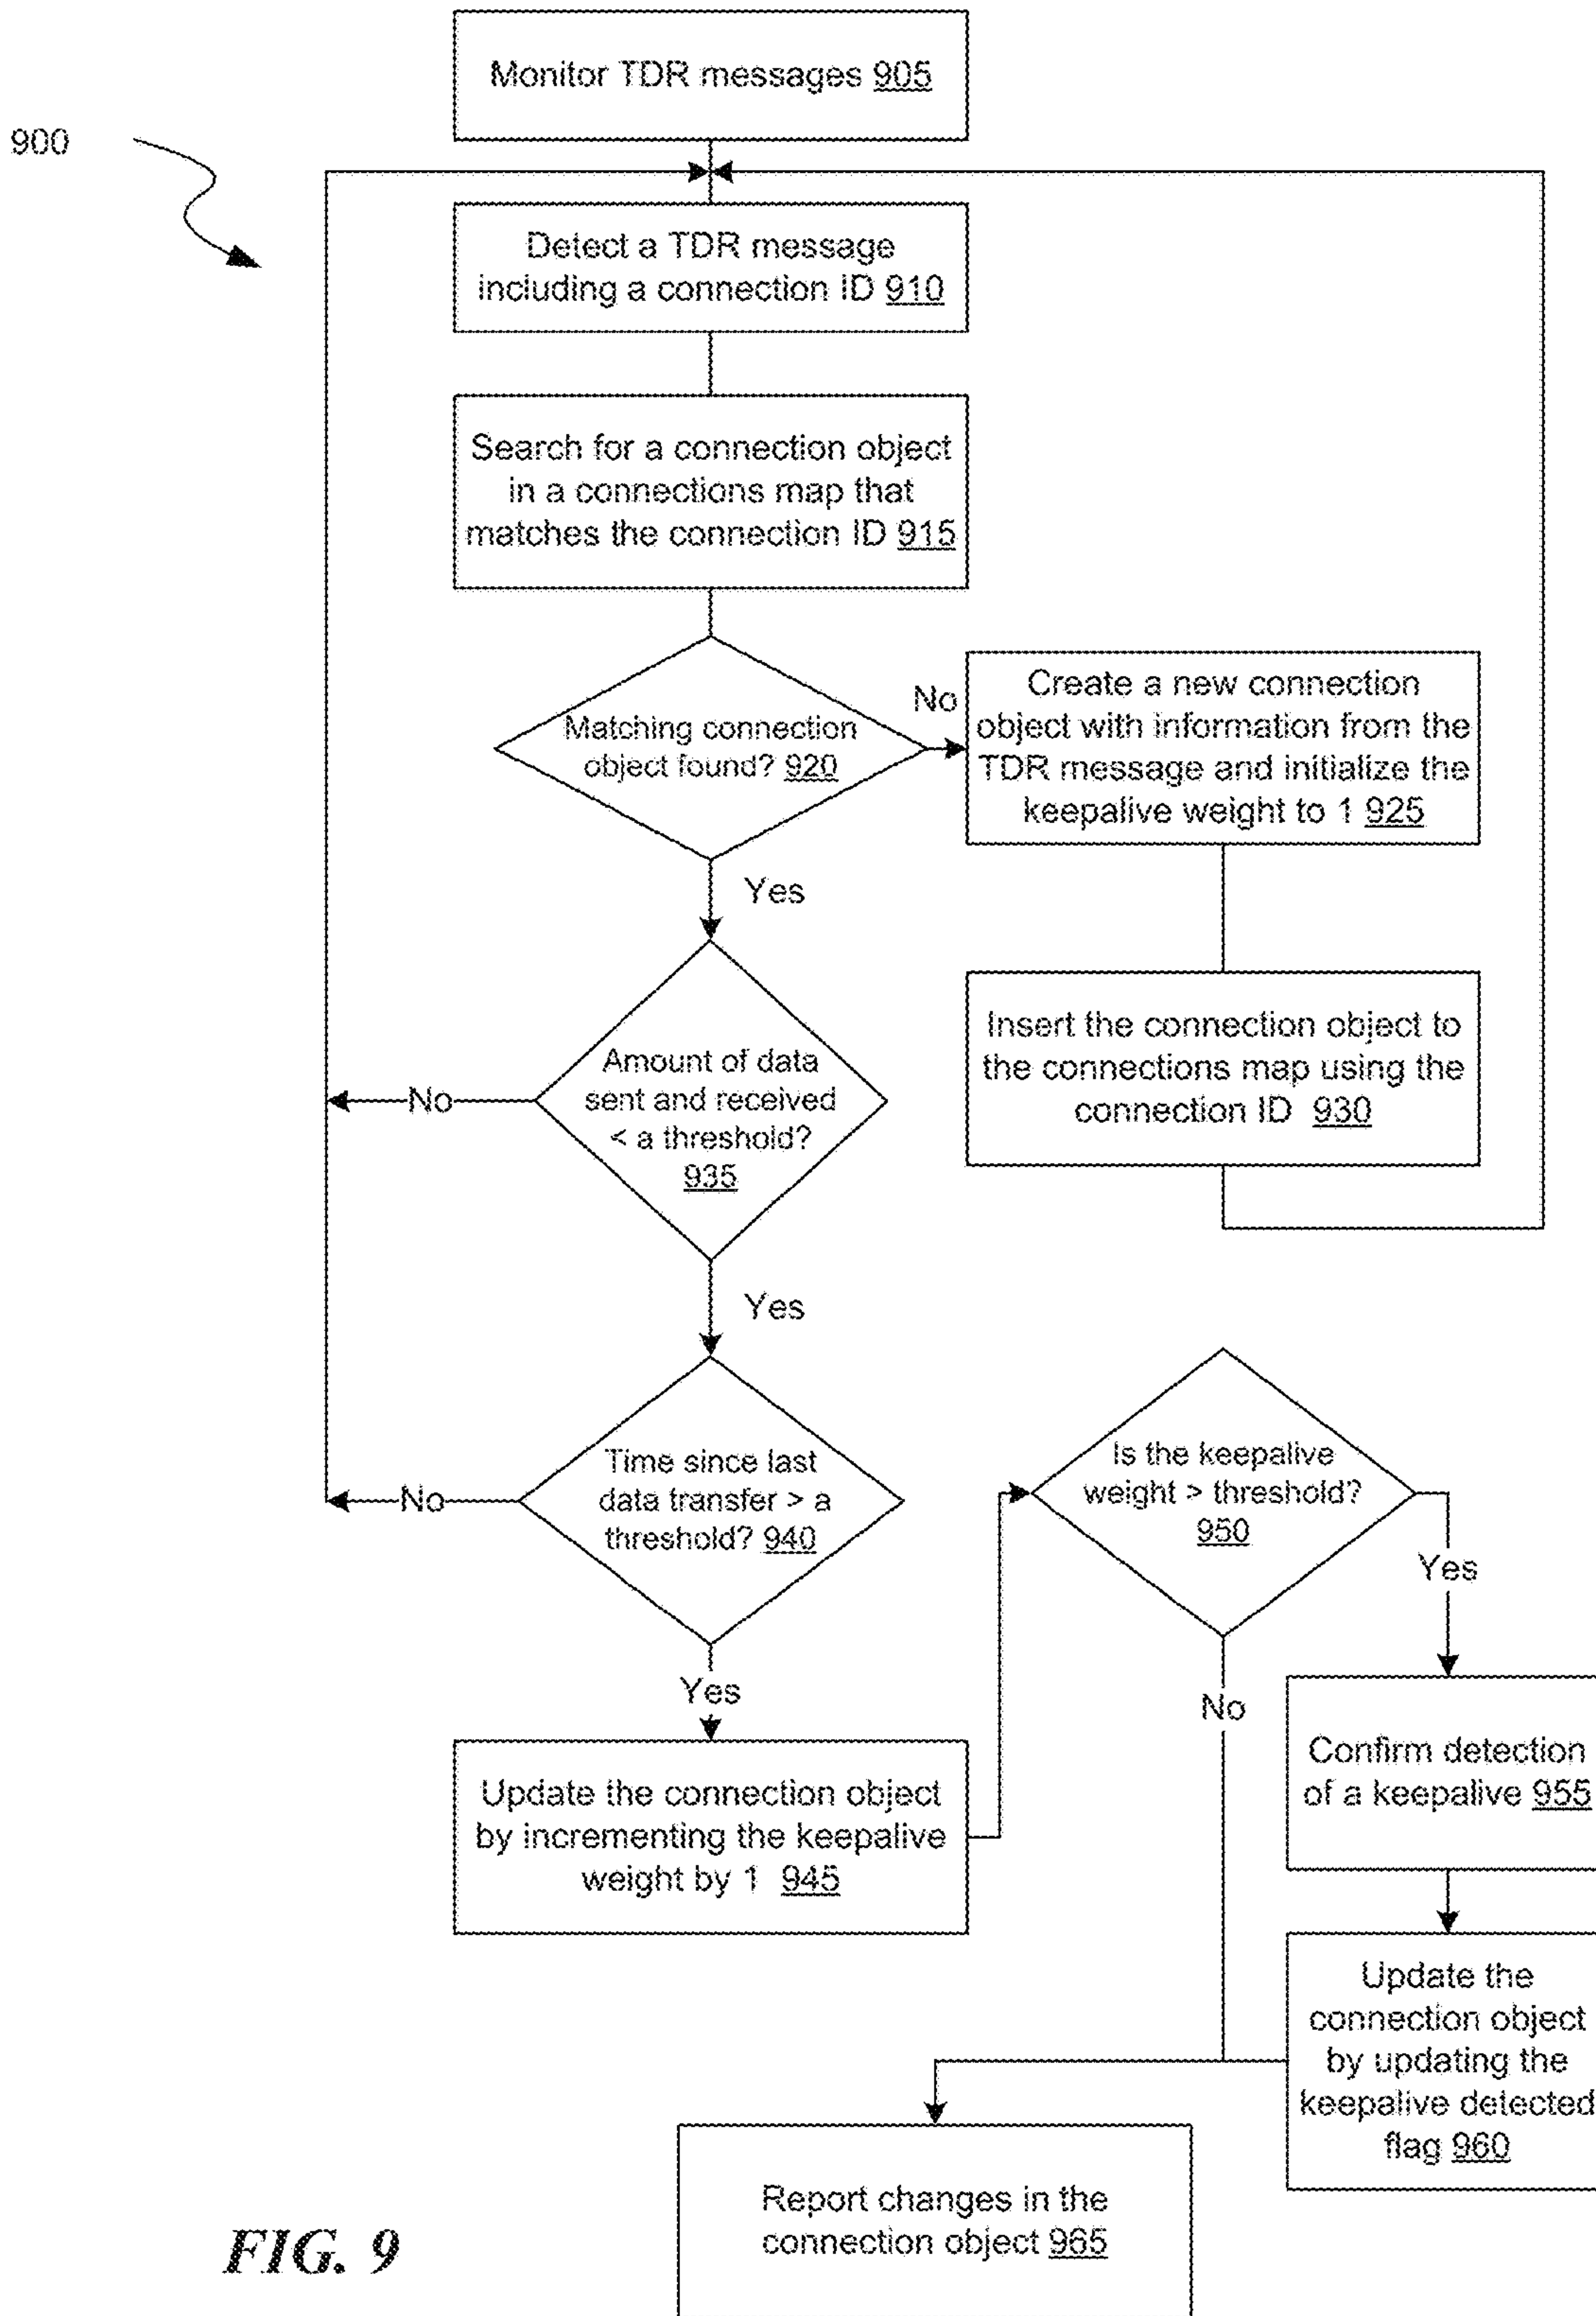 Monitor TDR messages 905
900
Detect a TDR message
including a connection ID 910
Search for a connection object
in a connections map that
matches the connection ID 915
Matching connection
object found? 920
No
Create a new connection
object with information from the
TDR message and initialize the
keepalive weight to 1 925
Yes
Insert the connection object to
the connections map using the
connection ID 930
Amount of data
sent and received
< a threshold?
935
No
Yes
Time since last
data transfer > a
threshold? 940
No
Yes
Is the keepalive
weight > threshold?
950
Yes
No
Update the connection object
by incrementing the keepalive
weight by 1 945
Confirm detection
of a keepalive 955
Update the
connection object
by updating the
keepalive detected
flag 960
Report changes in the
connection object 965
FIG. 9